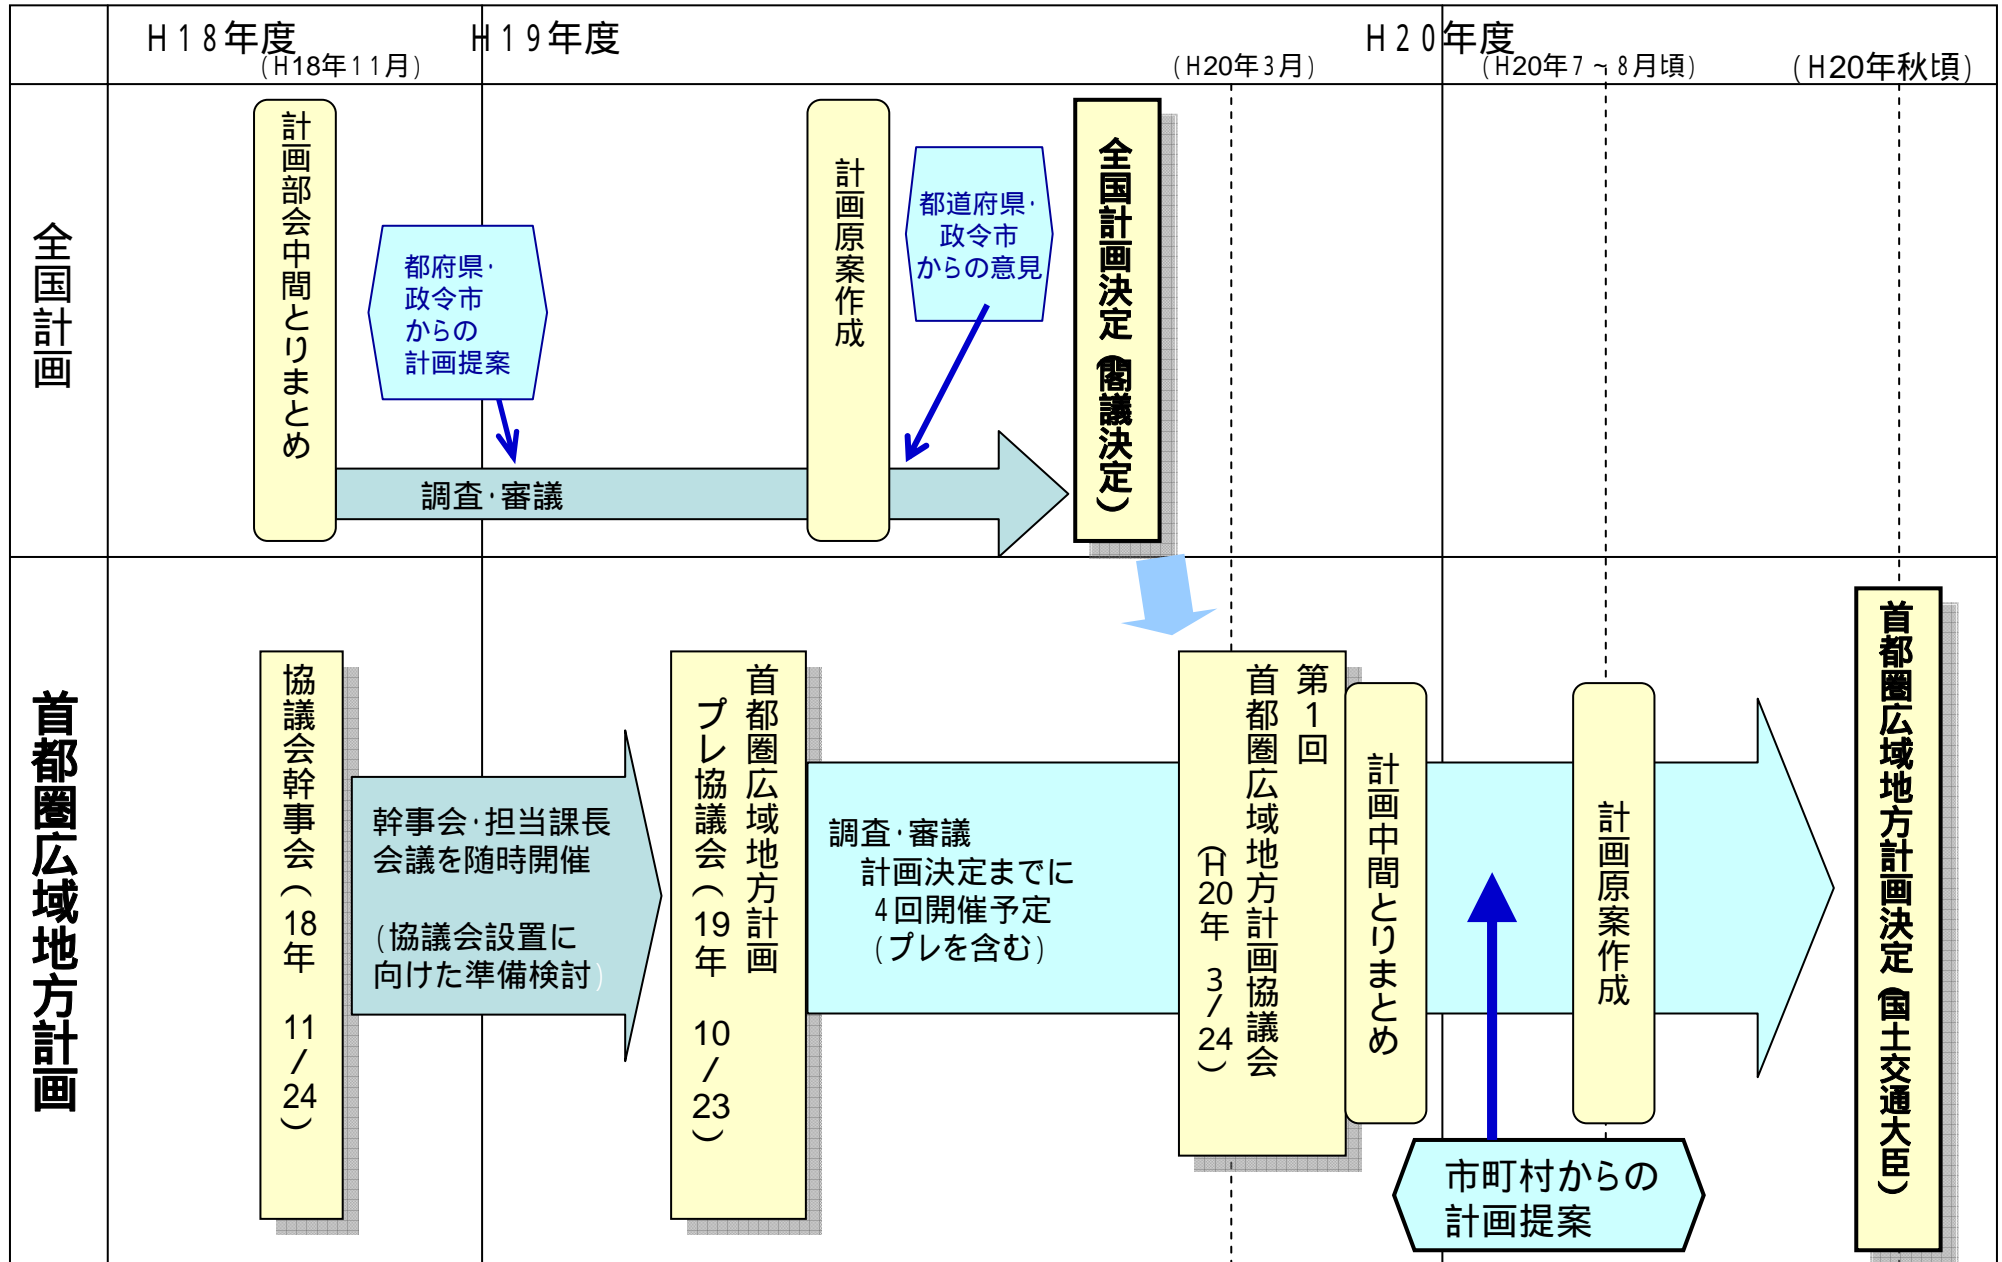 H18年度
H19年度
H20年度
(H18年11月)
(H20年3月)
(H20年7~8月頃)
(H20年秋頃)
全国計画
計画部会中間とりまとめ
都府県・
政令市
からの
計画提案
調査・審議
計画原案作成
都道府県・
政令市
からの意見
全国計画決定(閣議決定)
首都圏広域地方計画
協議会幹事会(18年 11/24)
幹事会・担当課長
会議を随時開催
(協議会設置に
向けた準備検討)
首都圏広域地方計画
プレ協議会(19年 10/23)
調査・審議
計画決定までに
4回開催予定
(プレを含む)
第1回
首都圏広域地方計画協議会
(H20年 3/24)
計画中間とりまとめ
計画原案作成
市町村からの
計画提案
首都圏広域地方計画決定(国土交通大臣)